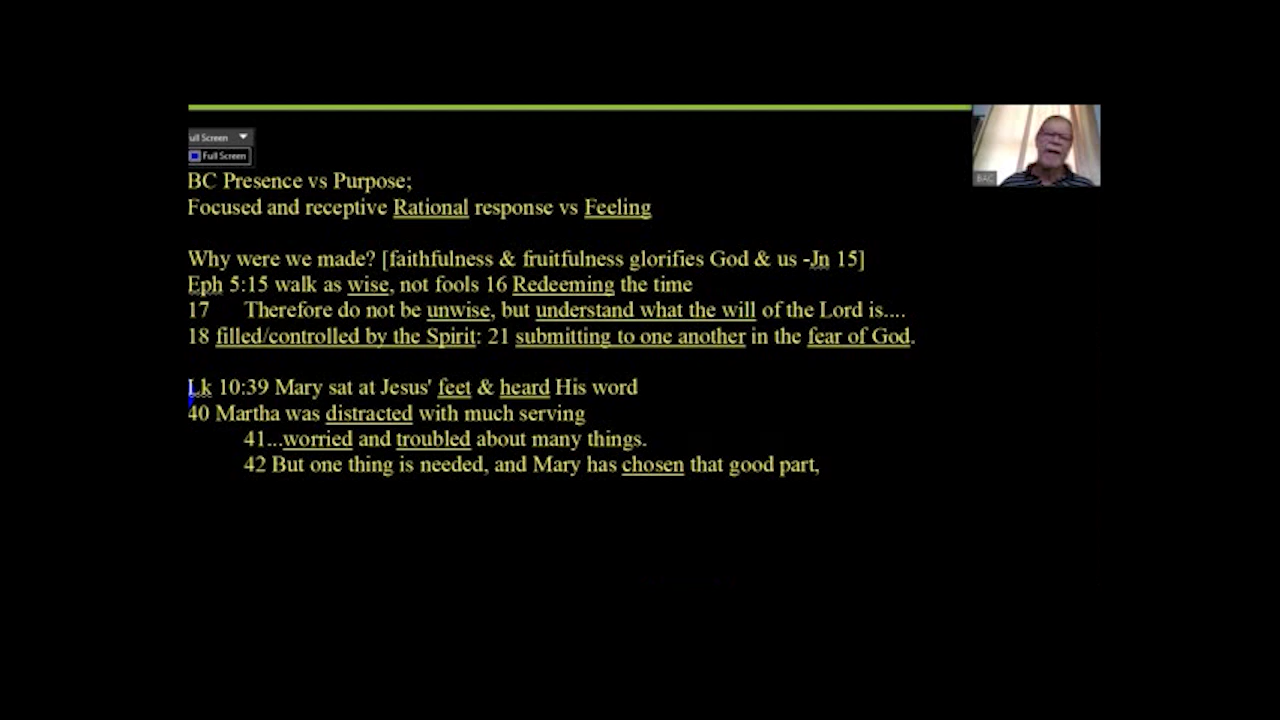 ull Screen
Full Screen
BAC
BC Presence vs Purpose;
Focused and receptive Rational response vs Feeling
Why were we made? [faithfulness & fruitfulness glorifies God & us -Jn 15]
Eph 5:15 walk as wise, not fools 16 Redeeming the time
17 Therefore do not be unwise, but understand what the will of the Lord is....
18 filled/controlled by the Spirit: 21 submitting to one another in the fear of God.
Lk 10:39 Mary sat at Jesus' feet & heard His word
40 Martha was distracted with much serving
41...worried and troubled about many things.
42 But one thing is needed, and Mary has chosen that good part,